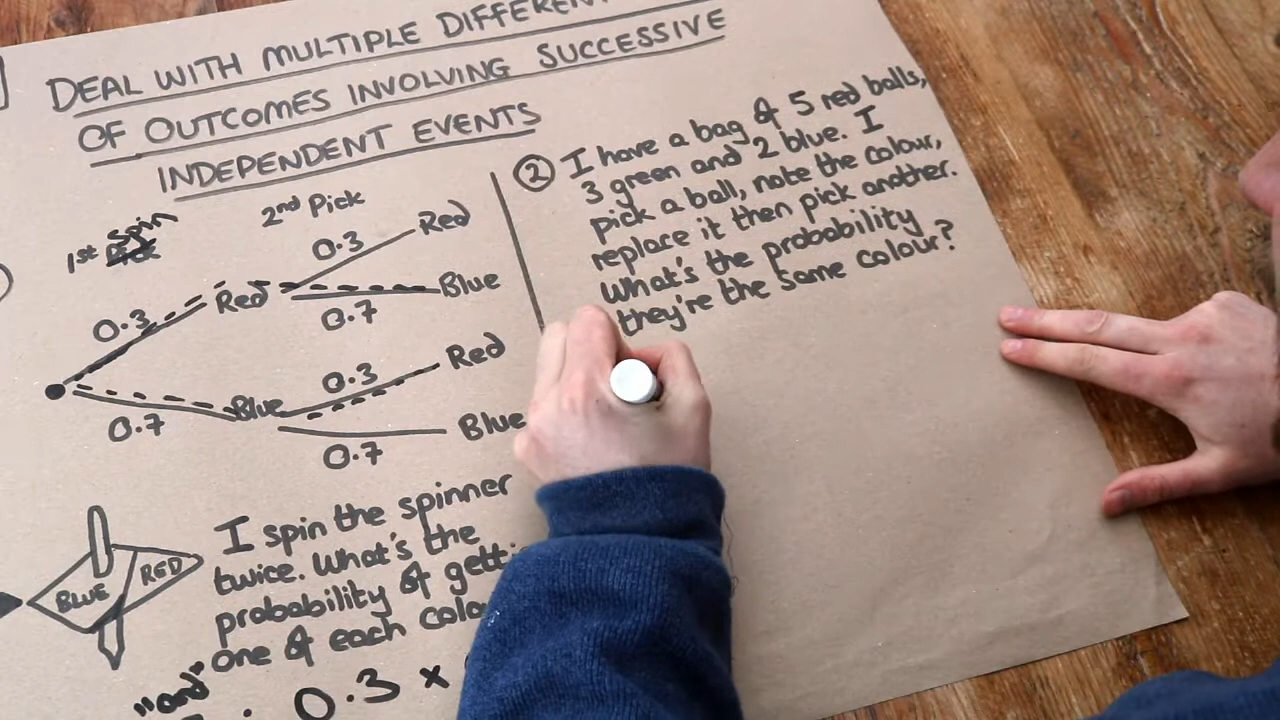 DEAL WITH MULTIPLE DIFFERENT
OF OUTCOMES INVOLVING SUCCESSIVE
INDEPENDENT EVENTS
1st Spin
2nd Pick
0.3
Red
0.3
Red
0.7
Blue
0.7
Blue
0.3
Red
0.7
Blue
BLUE
RED
I spin the spinner
twice. What's the
probability of
one of each
"and"
0.3 ×
2
I have a bag of 5 red balls,
3 green and 2 blue. I
pick a ball, note the colour,
replace it then pick another.
What's the probability
they're the same colour?